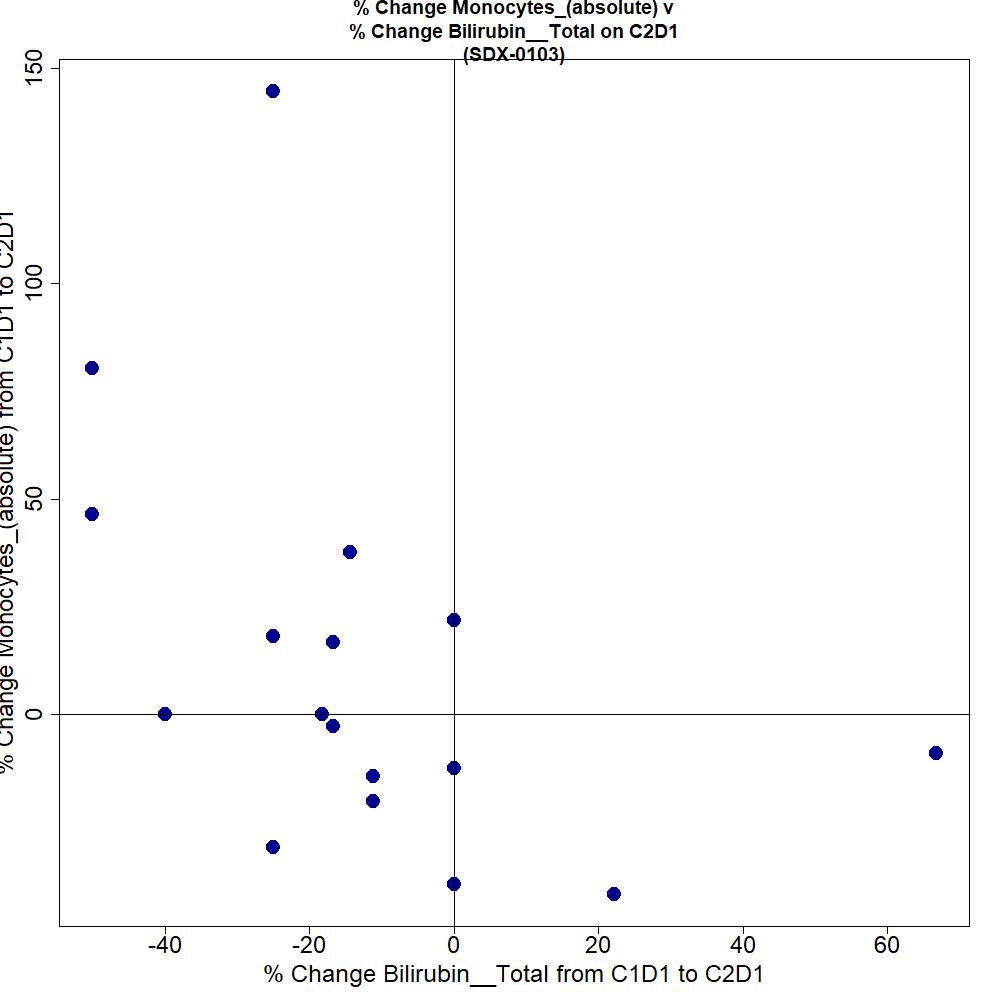 % Change Monocytes_(absolute) v
% Change Bilirubin__Total on C2D1
(SDX-0103)
% Change Monocytes_(absolute) from C1D1 to C2D1
150
100
50
0
-40
-20
0
20
40
60
% Change Bilirubin__Total from C1D1 to C2D1